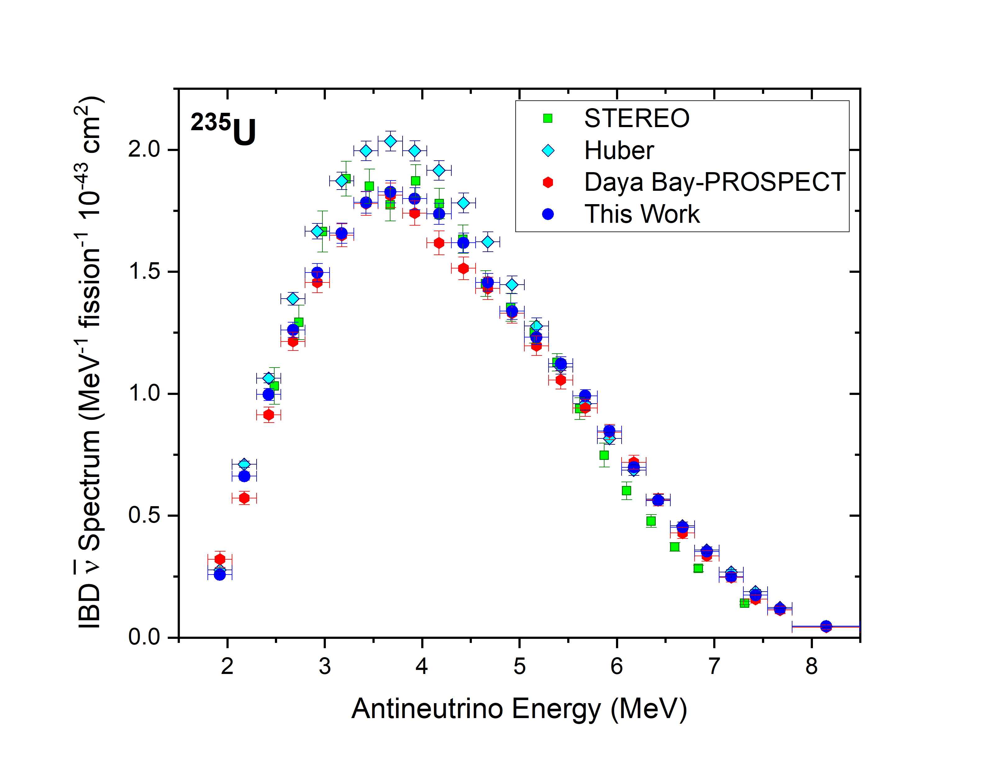 ²³⁵U
STEREO
Huber
Daya Bay-PROSPECT
This Work
IBD ν̅ Spectrum (MeV⁻¹ fission⁻¹ 10⁻⁴³ cm²)
2.0
1.5
1.0
0.5
0.0
2 3 4 5 6 7 8
Antineutrino Energy (MeV)